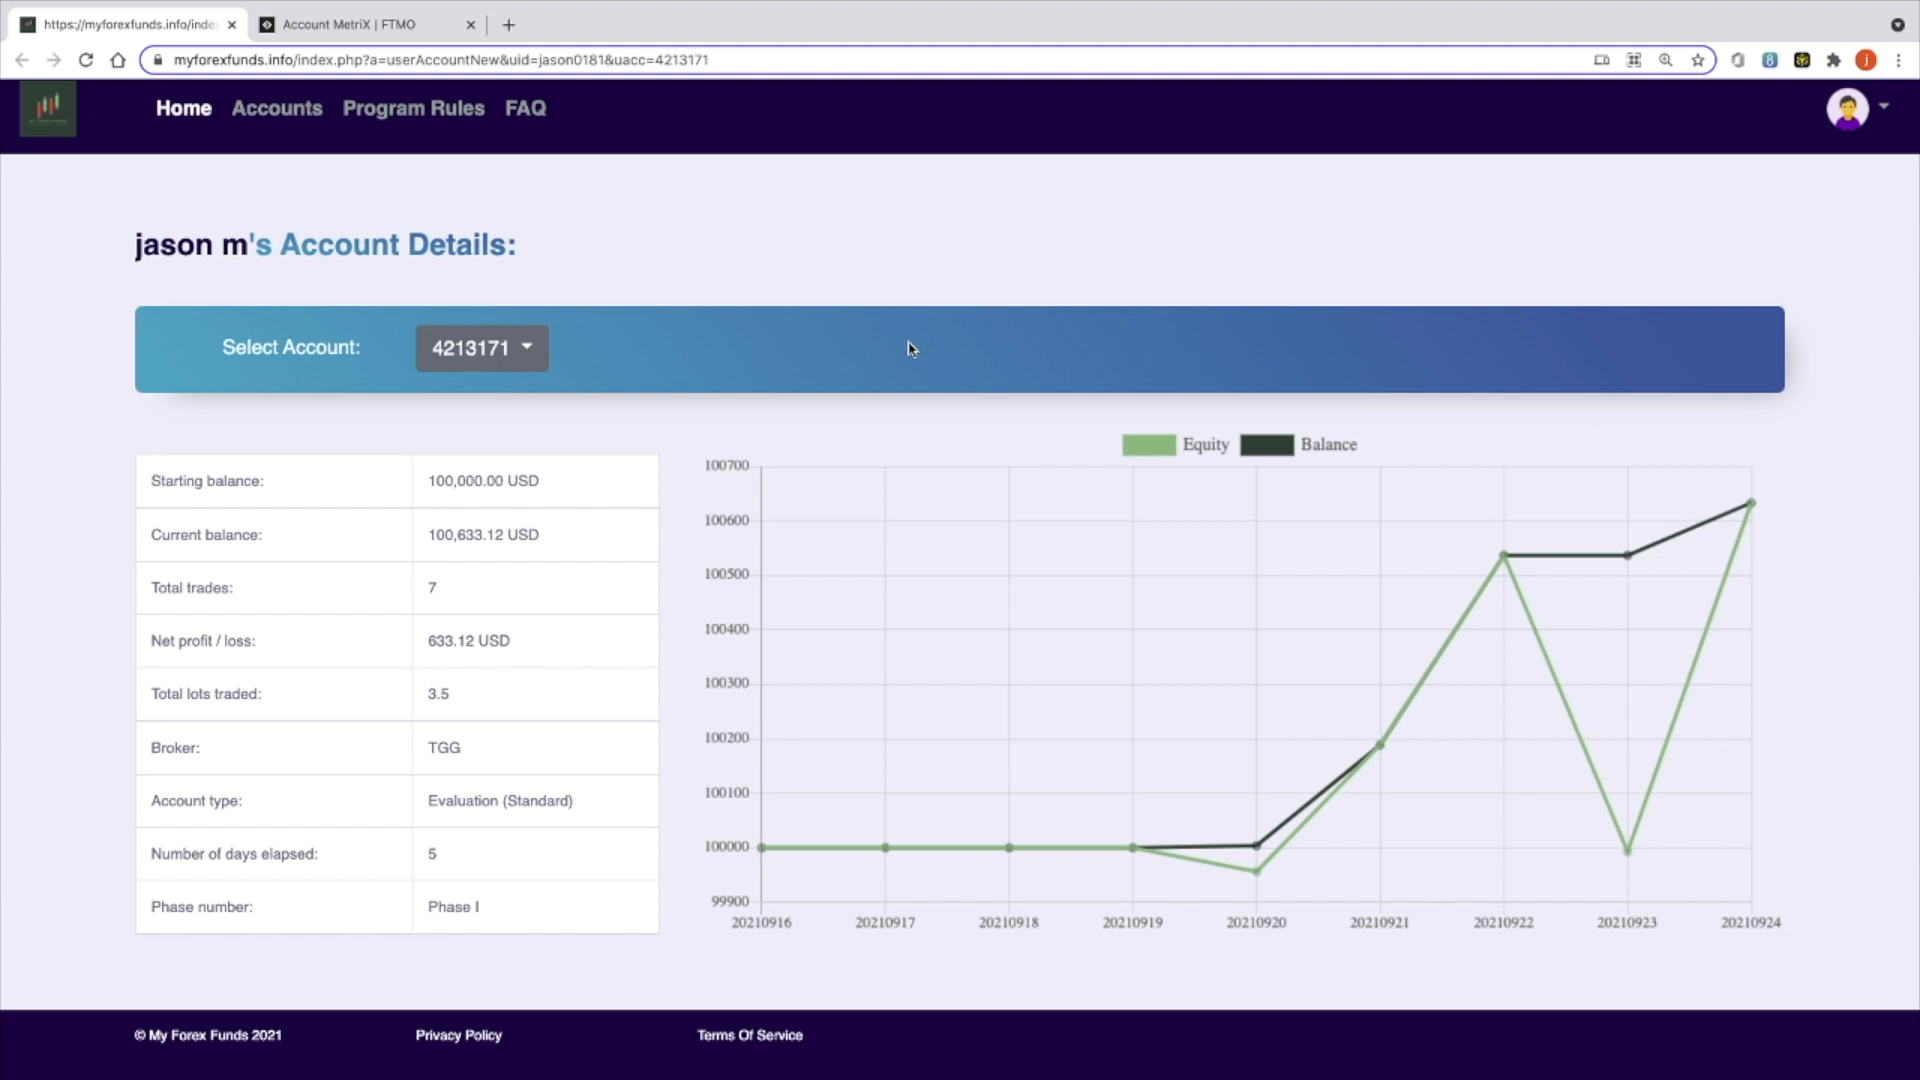 https://myforexfunds.info/inde
Account MetriX | FTMO
myforexfunds.info/index.php?a=userAccountNew&uid=jason0181&uacc=4213171
j
Home Accounts Program Rules FAQ
jason m's Account Details:
Select Account: 4213171
Starting balance: 100,000.00 USD
Current balance: 100,633.12 USD
Total trades: 7
Net profit / loss: 633.12 USD
Total lots traded: 3.5
Broker: TGG
Account type: Evaluation (Standard)
Number of days elapsed: 5
Phase number: Phase I
Equity Balance
100700
100600
100500
100400
100300
100200
100100
100000
99900
20210916 20210917 20210918 20210919 20210920 20210921 20210922 20210923 20210924
© My Forex Funds 2021 Privacy Policy Terms Of Service